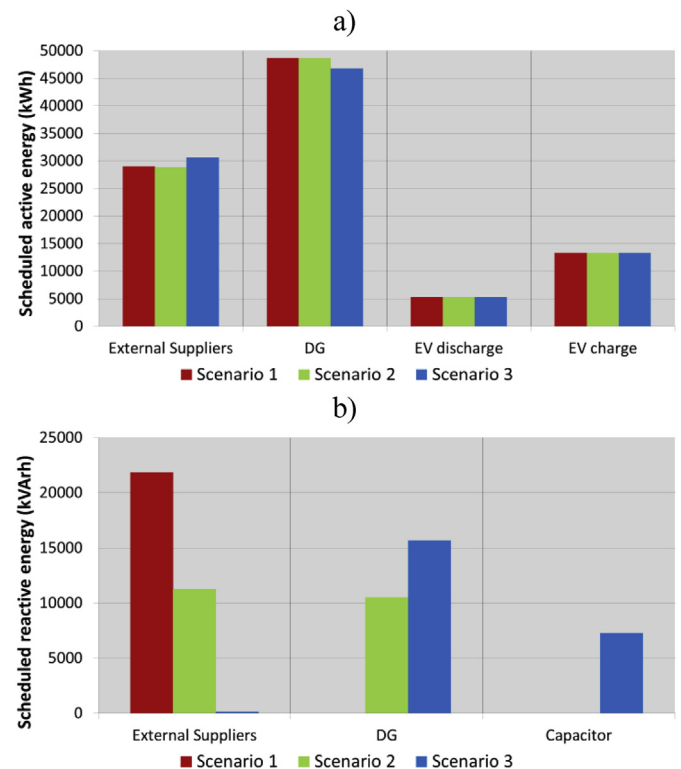 a)
Scheduled active energy (kWh)
50000
45000
40000
35000
30000
25000
20000
15000
10000
5000
0
External Suppliers DG EV discharge EV charge
Scenario 1 Scenario 2 Scenario 3
b)
Scheduled reactive energy (kVArh)
25000
20000
15000
10000
5000
0
External Suppliers DG Capacitor
Scenario 1 Scenario 2 Scenario 3